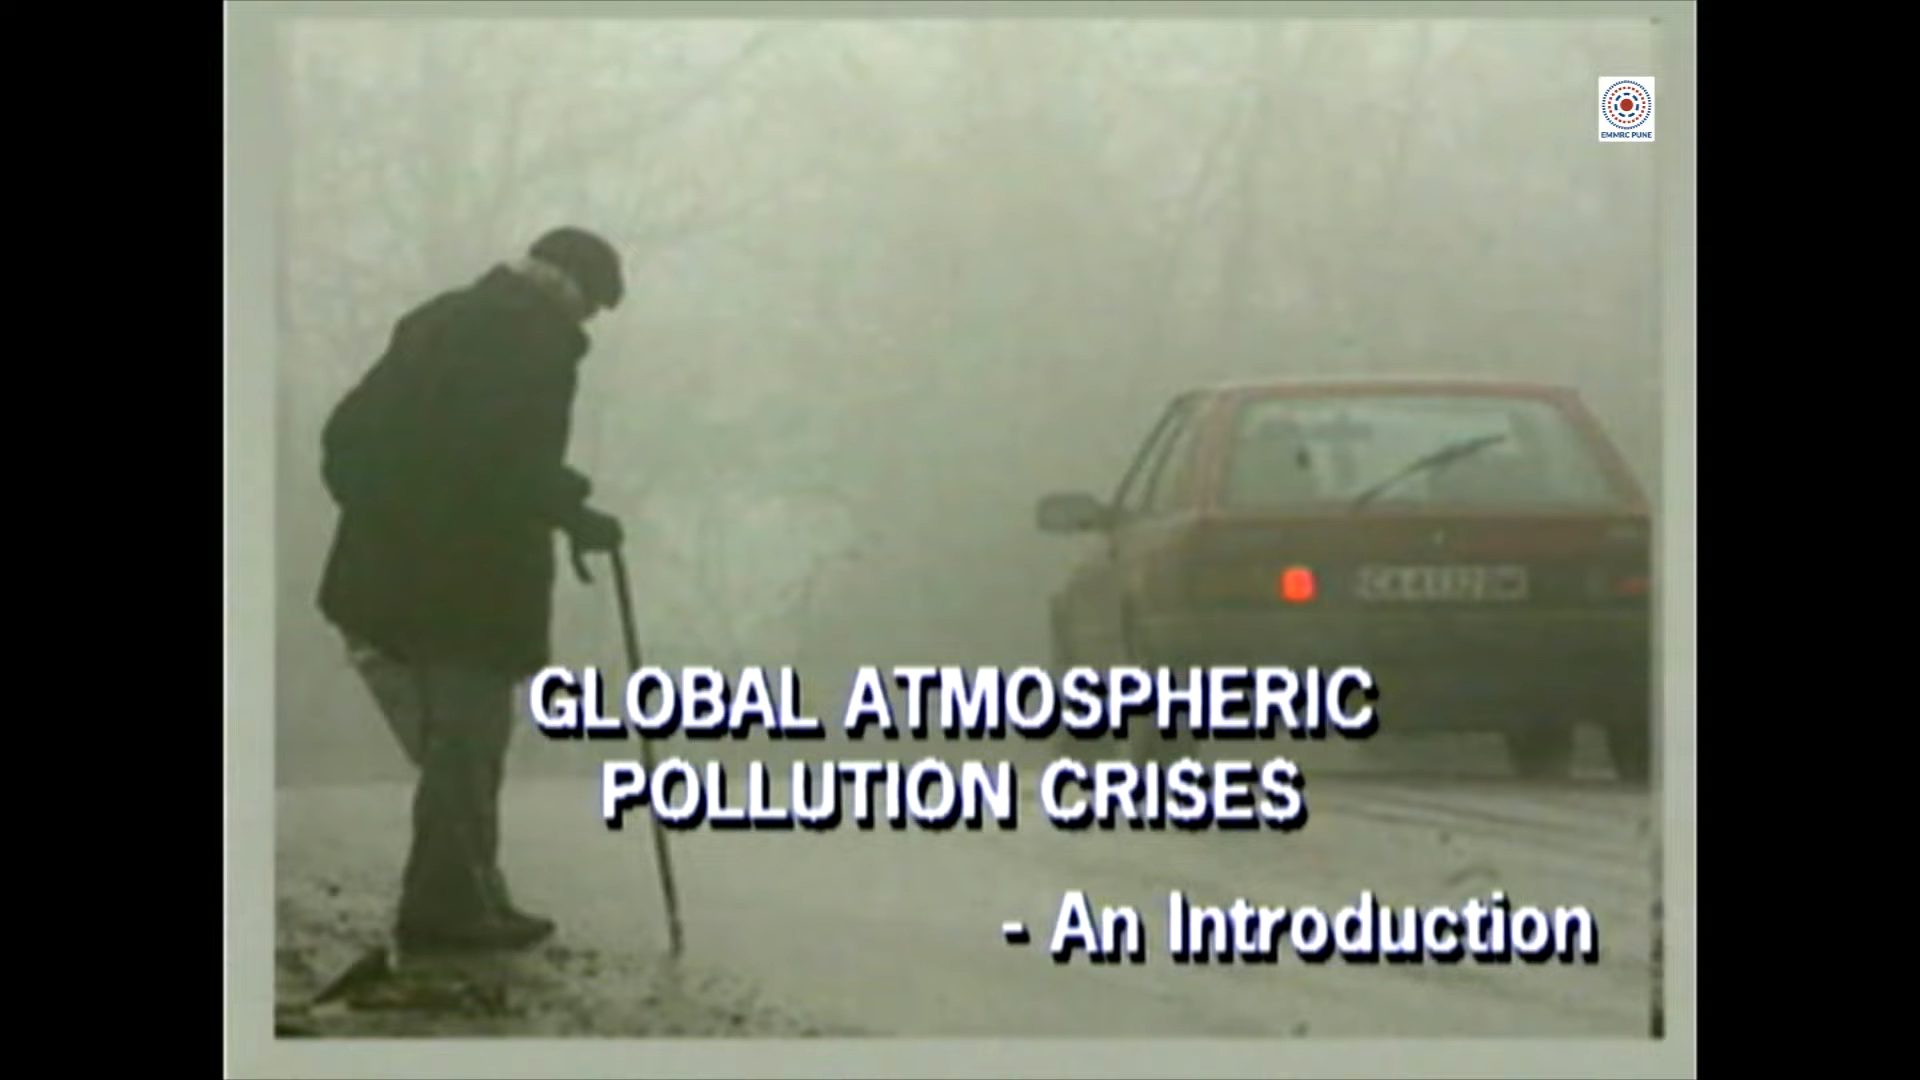 EMMRC PUNE
GLOBAL ATMOSPHERIC
POLLUTION CRISES
- An Introduction